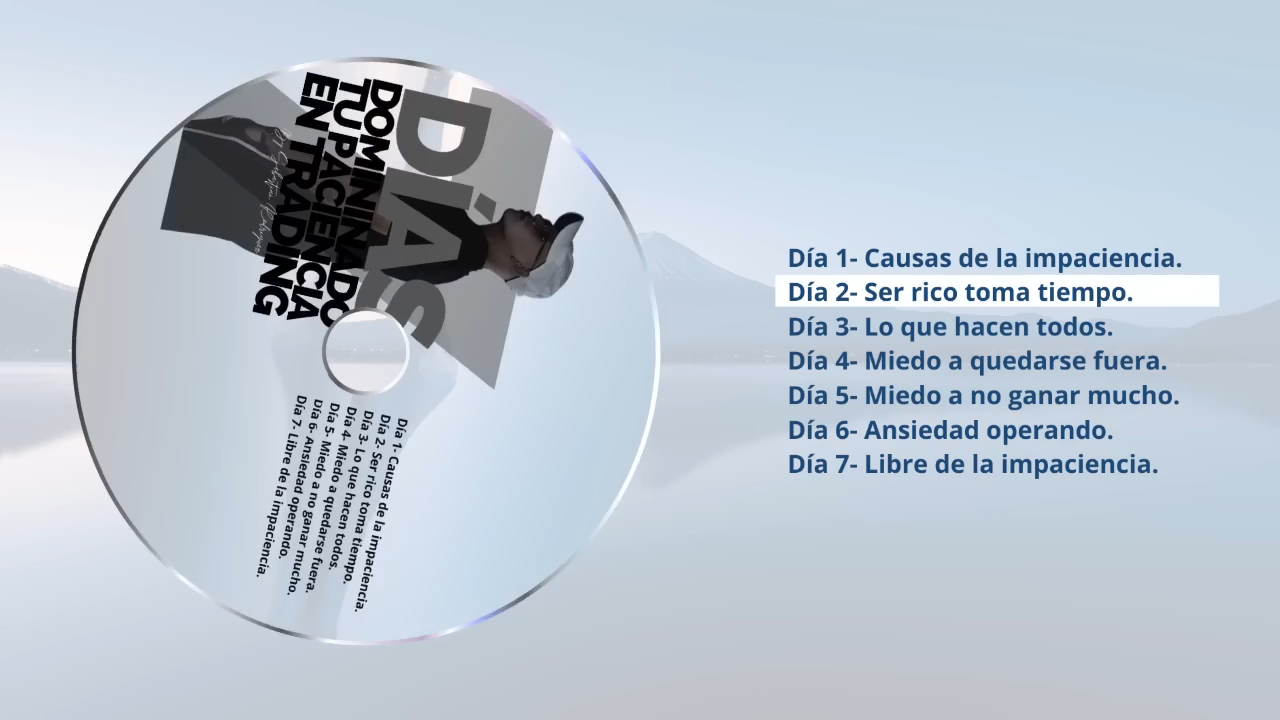 DÍAS
DOMININADO
TU PACIENCIA
EN TRADING
Día 1- Causas de la impaciencia.
Día 2- Ser rico toma tiempo.
Día 3- Lo que hacen todos.
Día 4- Miedo a quedarse fuera.
Día 5- Miedo a no ganar mucho.
Día 6- Ansiedad operando.
Día 7- Libre de la impaciencia.
Día 1- Causas de la impaciencia.
Día 2- Ser rico toma tiempo.
Día 3- Lo que hacen todos.
Día 4- Miedo a quedarse fuera.
Día 5- Miedo a no ganar mucho.
Día 6- Ansiedad operando.
Día 7- Libre de la impaciencia.